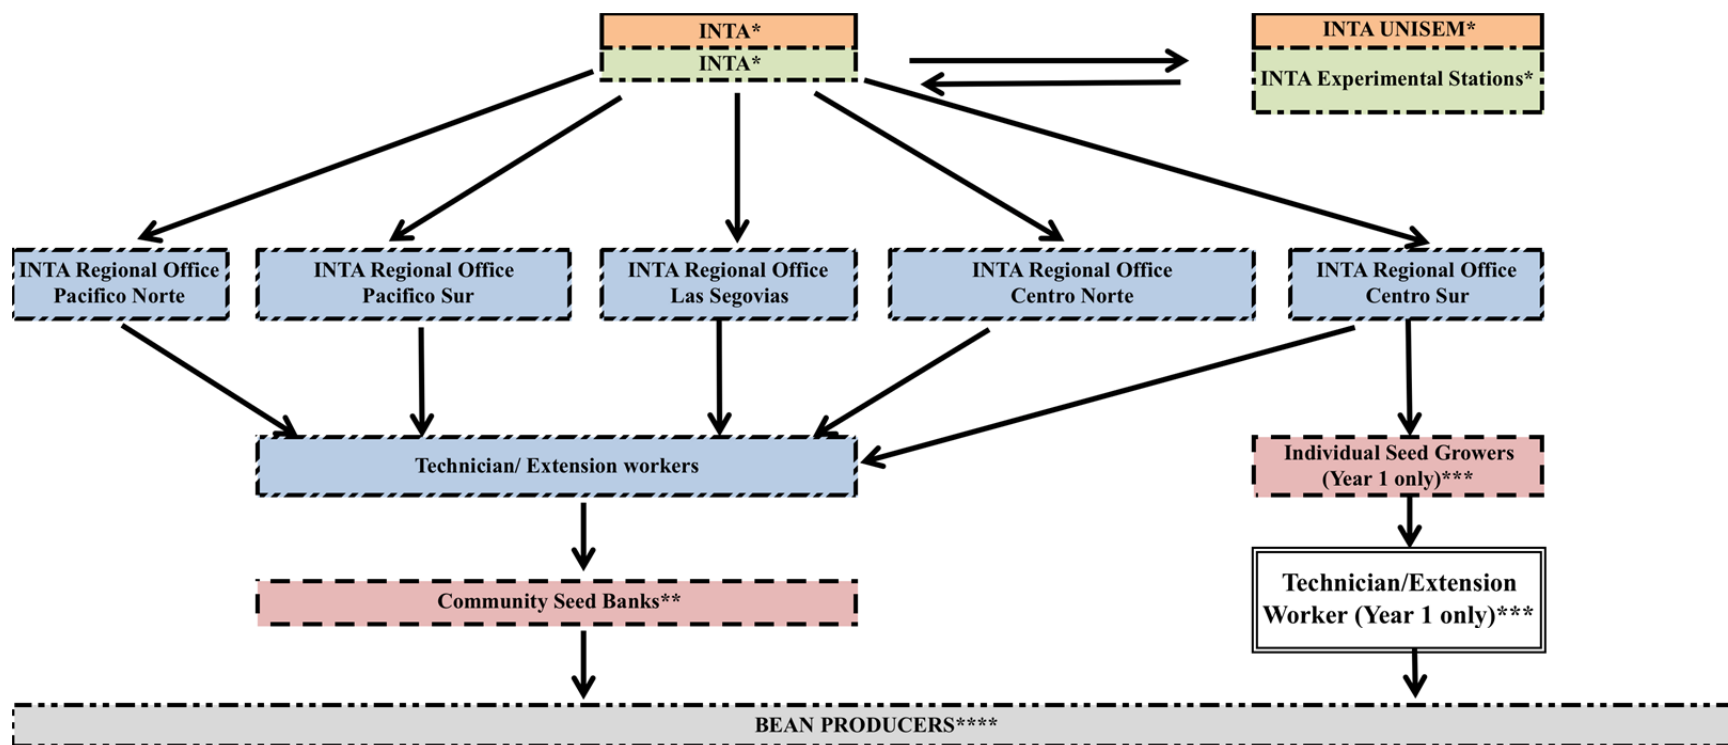 INTA*
INTA*
INTA UNISEM*
INTA Experimental Stations*
INTA Regional Office
Pacifico Norte
INTA Regional Office
Pacifico Sur
INTA Regional Office
Las Segovias
INTA Regional Office
Centro Norte
INTA Regional Office
Centro Sur
Technician/ Extension workers
Individual Seed Growers
(Year 1 only)***
Community Seed Banks**
Technician/Extension
Worker (Year 1 only)***
BEAN PRODUCERS****